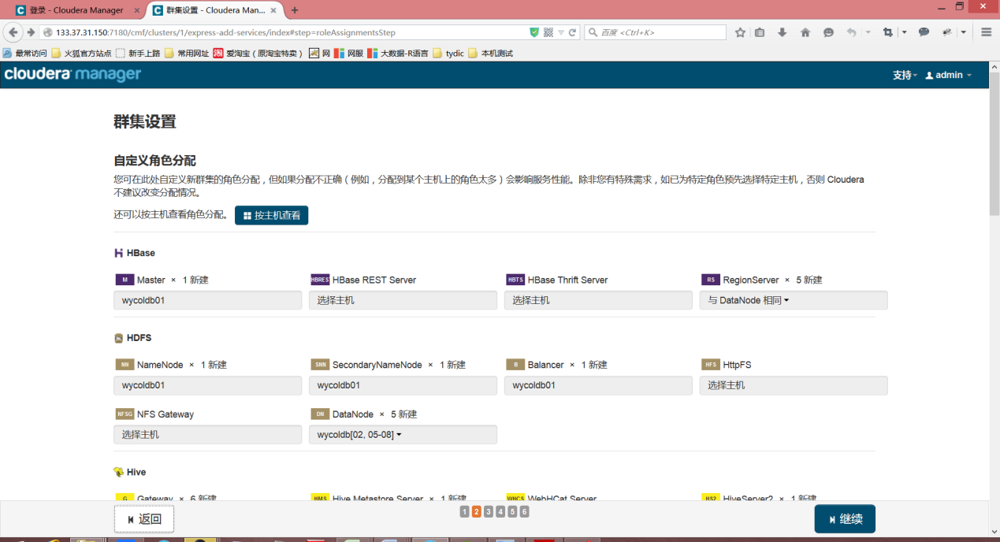 登录 - Cloudera Manager
群集设置 - Cloudera Man...
133.37.31.150:7180/cmf/clusters/1/express-add-services/index#step=roleAssignmentsStep
百度 <Ctrl+K>
最常访问 火狐官方站点 新手上路 常用网址 爱淘宝（原淘宝特卖） 网 网服 大数据-R语言 tydic 本机测试
cloudera manager
支持 admin
群集设置
自定义角色分配
您可在此处自定义新群集的角色分配，但如果分配不正确（例如，分配到某个主机上的角色太多）会影响服务性能。除非您有特殊需求，如已为特定角色预先选择特定主机，否则 Cloudera
不建议改变分配情况。
还可以按主机查看角色分配。 按主机查看
HBase
M Master × 1 新建 HBRES HBase REST Server HBTS HBase Thrift Server RS RegionServer × 5 新建
wycoldb01 选择主机 选择主机 与 DataNode 相同
HDFS
NN NameNode × 1 新建 SNN SecondaryNameNode × 1 新建 B Balancer × 1 新建 HFS HttpFS
wycoldb01 wycoldb01 wycoldb01 选择主机
NFSG NFS Gateway DN DataNode × 5 新建
选择主机 wycoldb[02, 05-08]
Hive
G Gateway × 6 新建 HMS Hive Metastore Server × 1 新建 WHCS WebHCat Server HS2 HiveServer2 × 1 新建
返回 1 2 3 4 5 6 继续